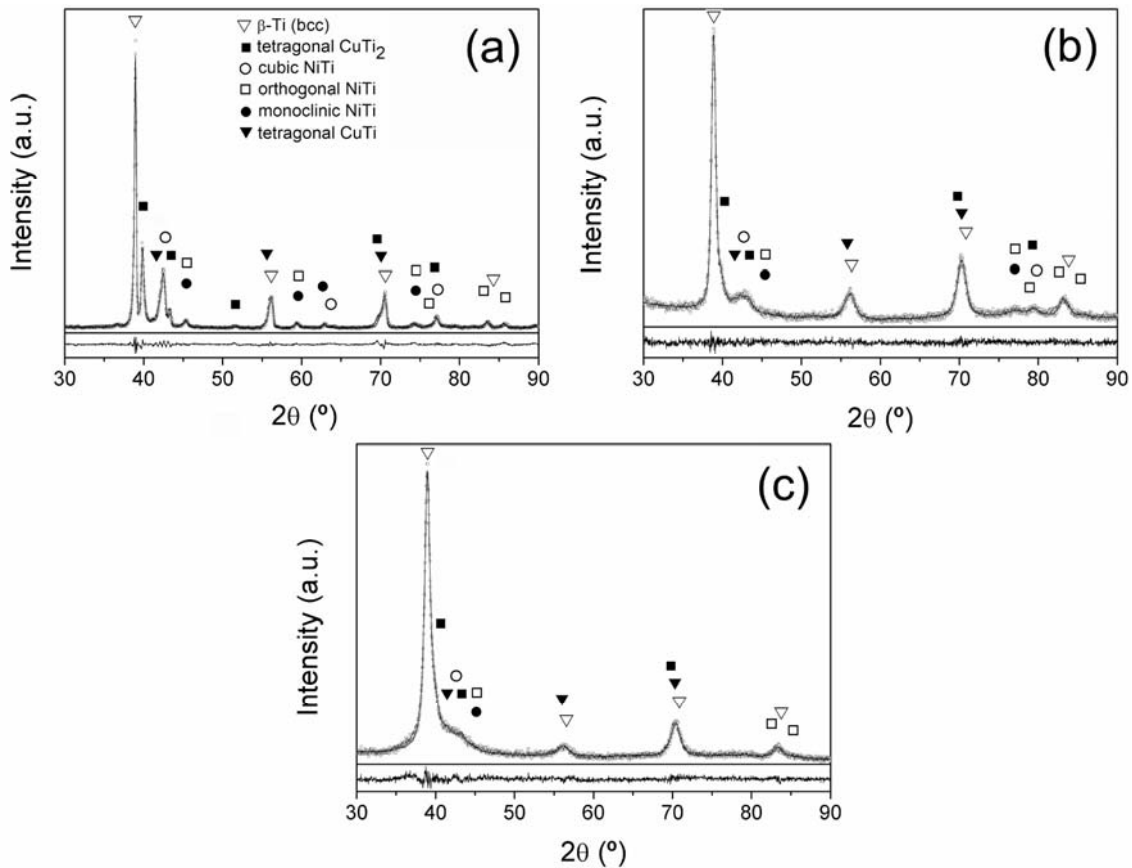 (a)
▽ β-Ti (bcc)
■ tetragonal CuTi₂
○ cubic NiTi
□ orthogonal NiTi
● monoclinic NiTi
▼ tetragonal CuTi
Intensity (a.u.)
30 40 50 60 70 80 90
2θ (º)
(b)
Intensity (a.u.)
30 40 50 60 70 80 90
2θ (º)
(c)
Intensity (a.u.)
30 40 50 60 70 80 90
2θ (º)